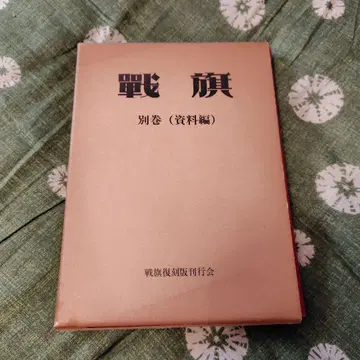 戰旗
別巻（資料編）
戦旗復刻版刊行会